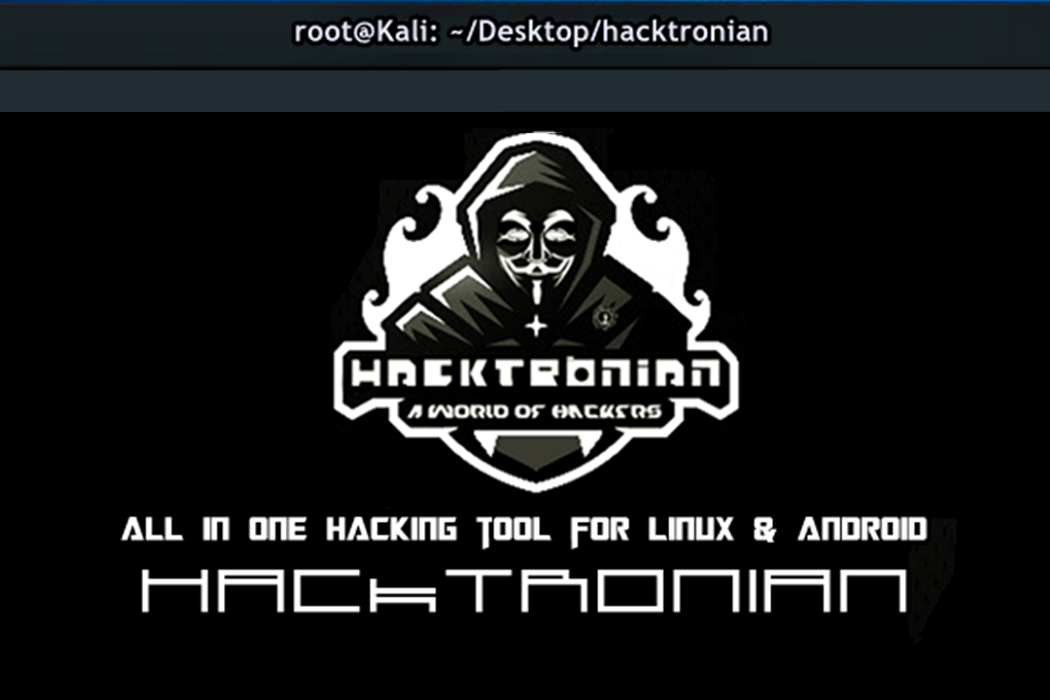 root@Kali: ~/Desktop/hacktronian
HACKTRONIAN
A WORLD OF HACKERS
ALL IN ONE HACKING TOOL FOR LINUX & ANDROID
HACkTRONIAN